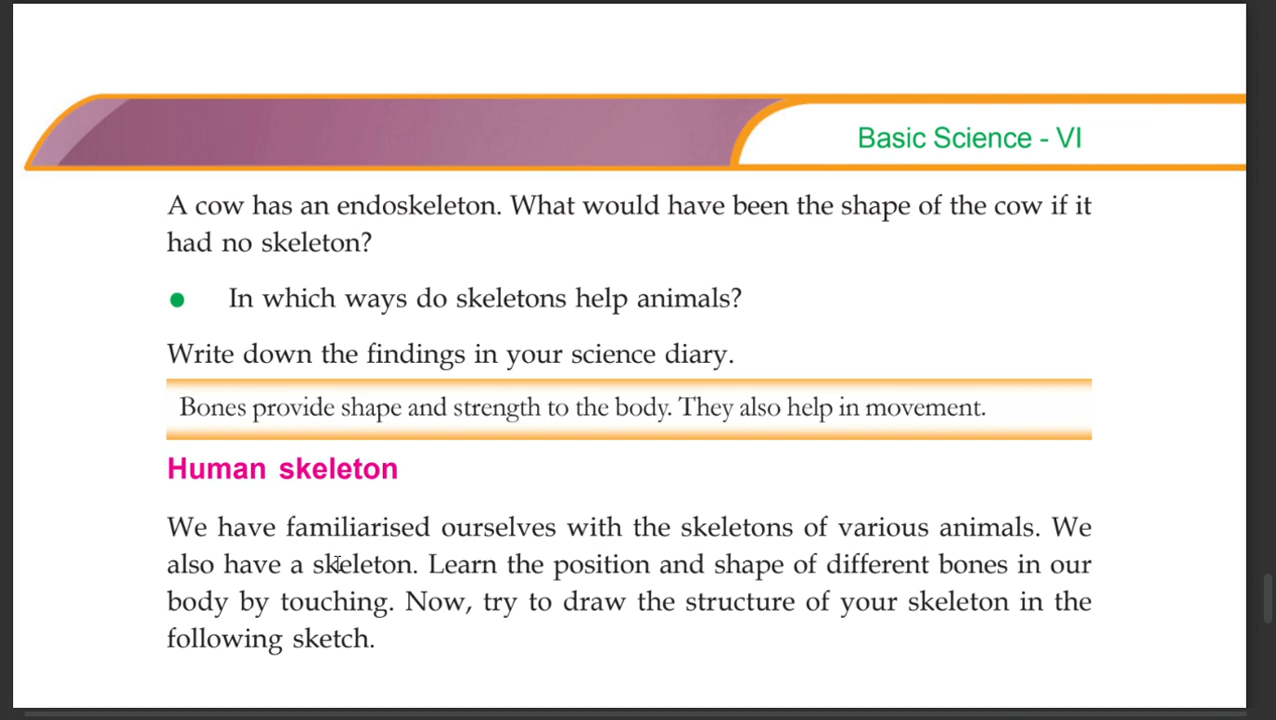 Basic Science - VI
A cow has an endoskeleton. What would have been the shape of the cow if it
had no skeleton?
● In which ways do skeletons help animals?
Write down the findings in your science diary.
Bones provide shape and strength to the body. They also help in movement.
Human skeleton
We have familiarised ourselves with the skeletons of various animals. We
also have a skeleton. Learn the position and shape of different bones in our
body by touching. Now, try to draw the structure of your skeleton in the
following sketch.